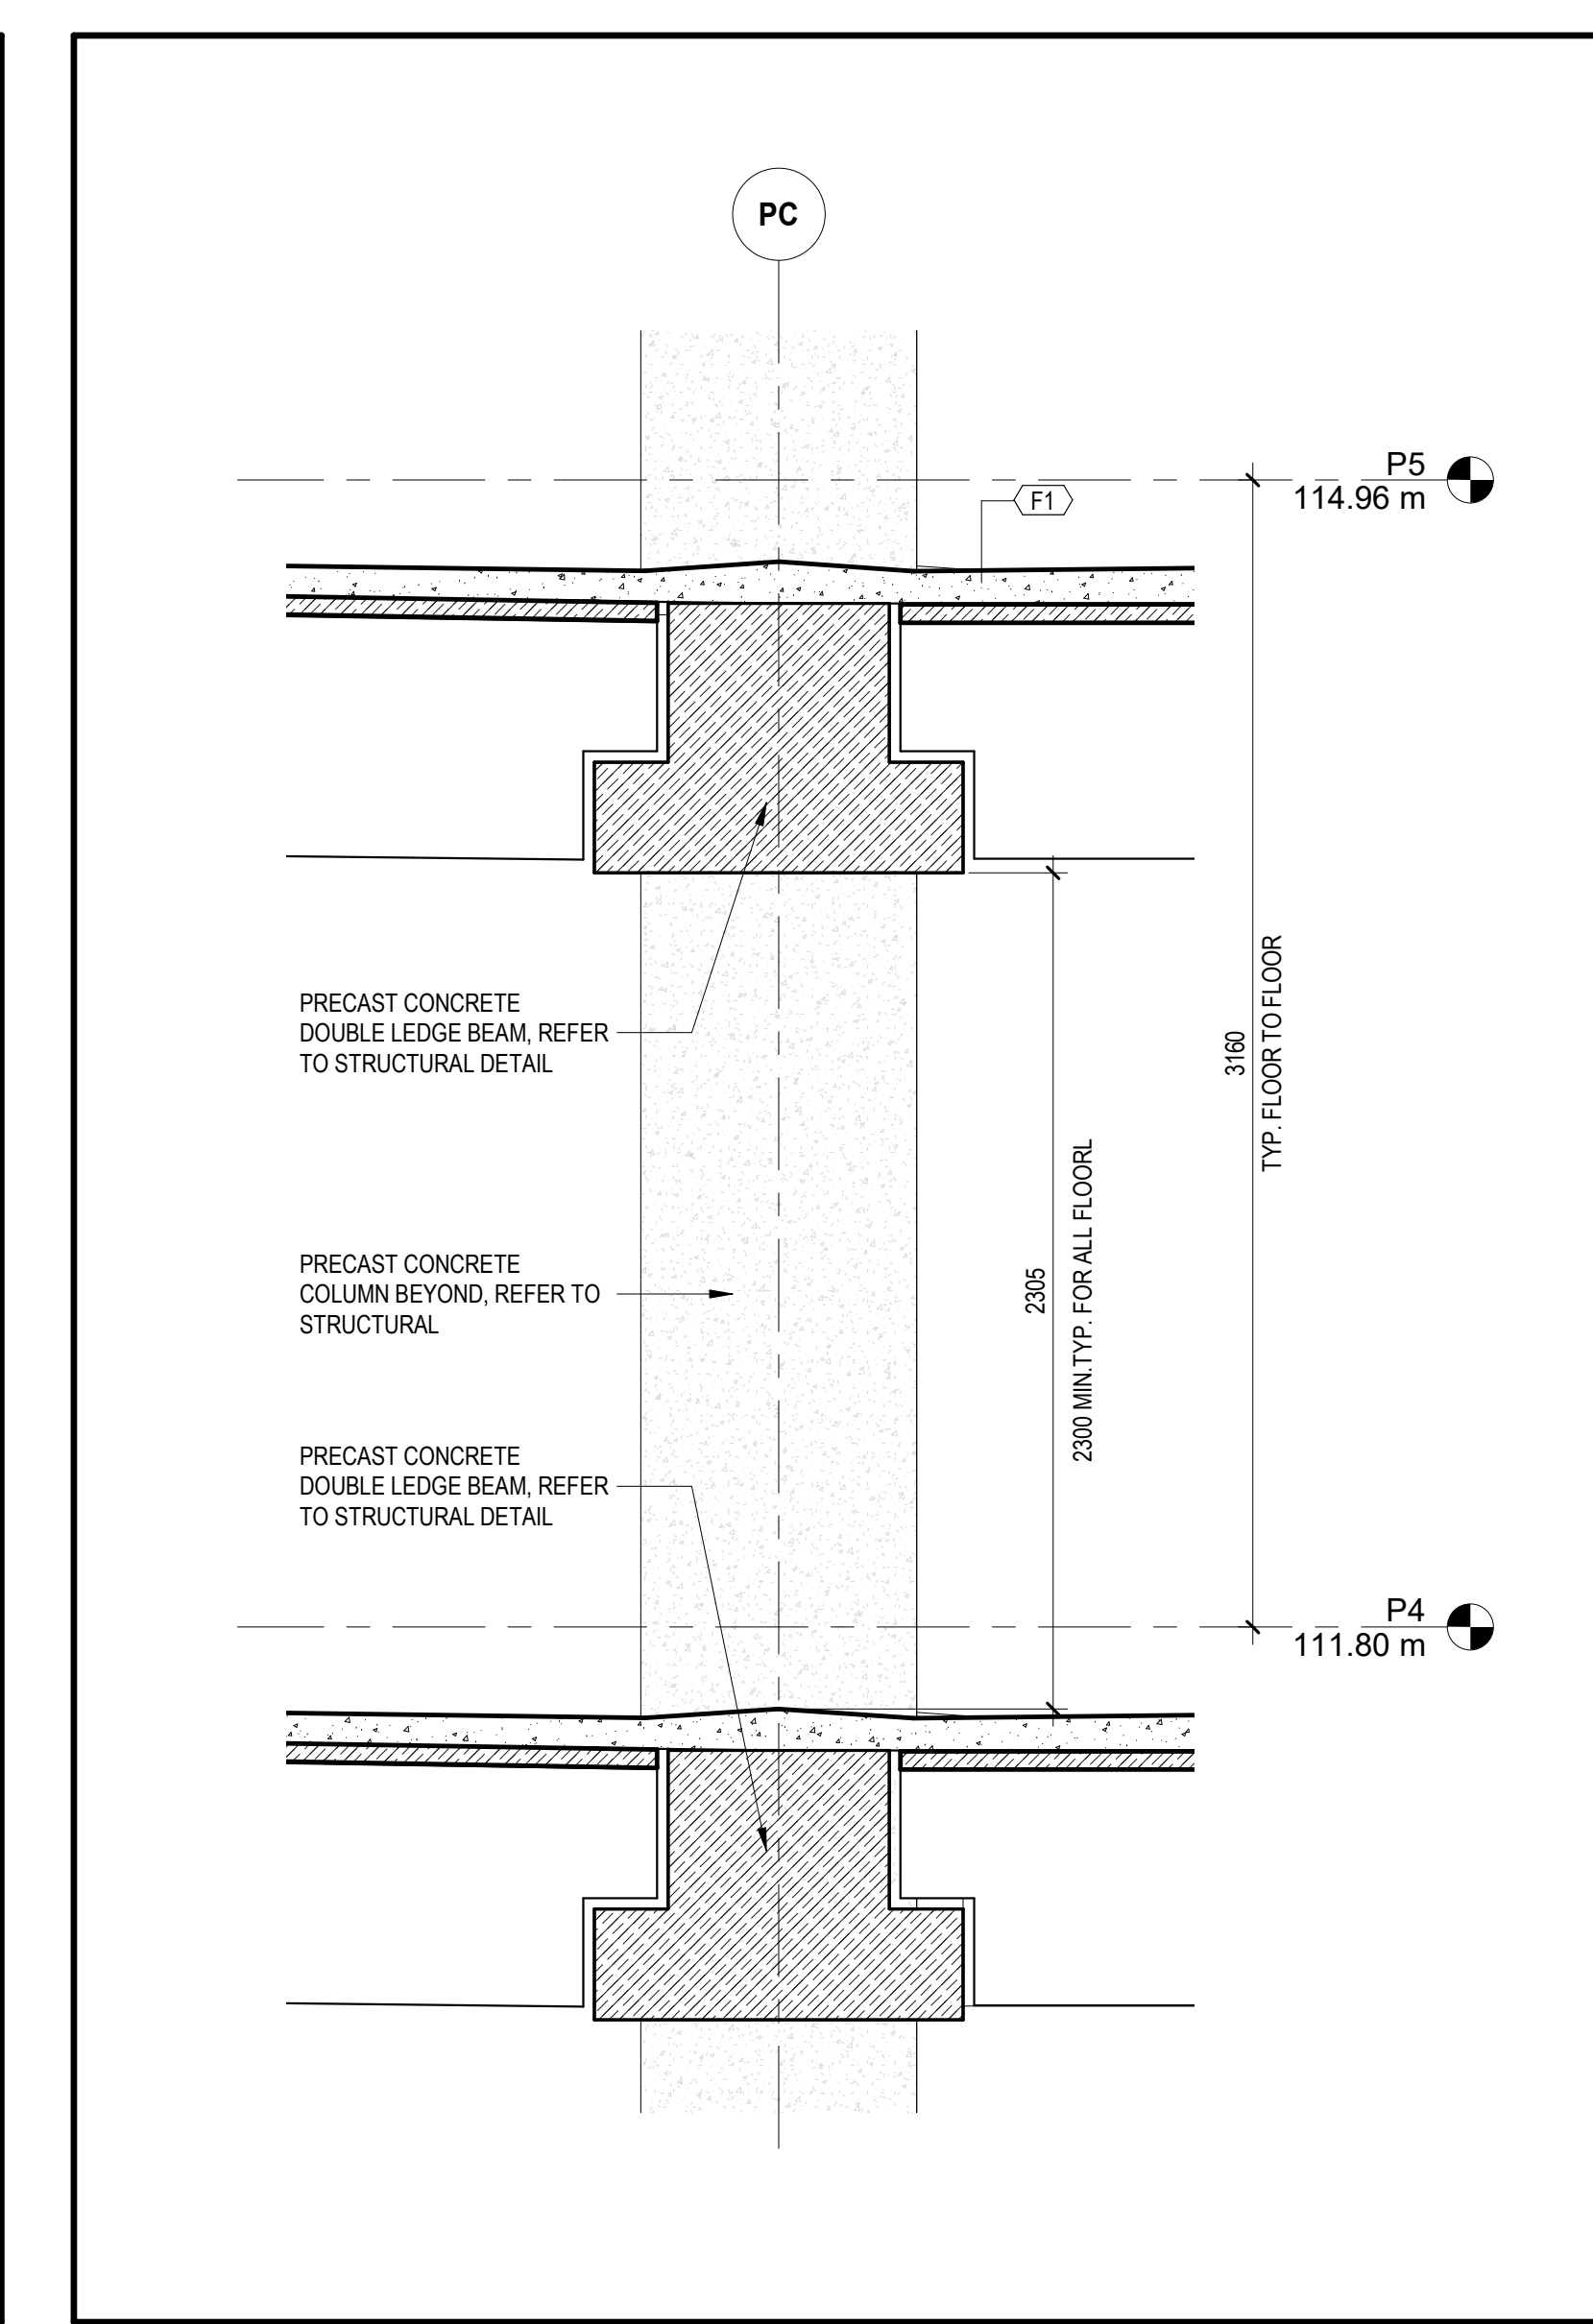 PC
P5
114.96 m
F1
PRECAST CONCRETE
DOUBLE LEDGE BEAM, REFER
TO STRUCTURAL DETAIL
3160
TYP. FLOOR TO FLOOR
PRECAST CONCRETE
COLUMN BEYOND, REFER TO
STRUCTURAL
2305
2300 MIN.TYP. FOR ALL FLOORL
PRECAST CONCRETE
DOUBLE LEDGE BEAM, REFER
TO STRUCTURAL DETAIL
P4
111.80 m